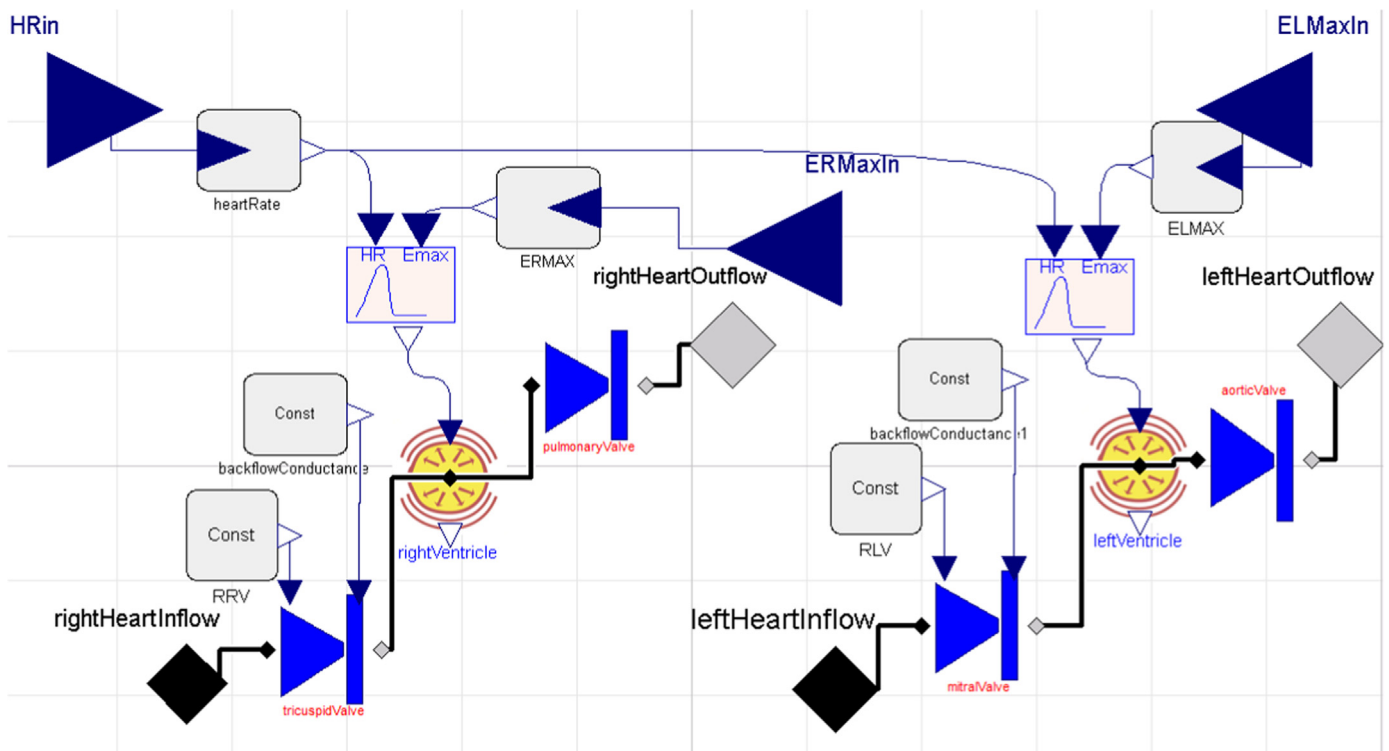 HRin
ELMaxIn
heartRate
ERMaxIn
ERMAX
ELMAX
HR Emax
HR Emax
rightHeartOutflow
leftHeartOutflow
Const
backflowConductance
pulmonaryValve
Const
backflowConductance1
aorticValve
Const
RRV
rightVentricle
Const
RLV
leftVentricle
rightHeartInflow
leftHeartInflow
tricuspidValve
mitralValve